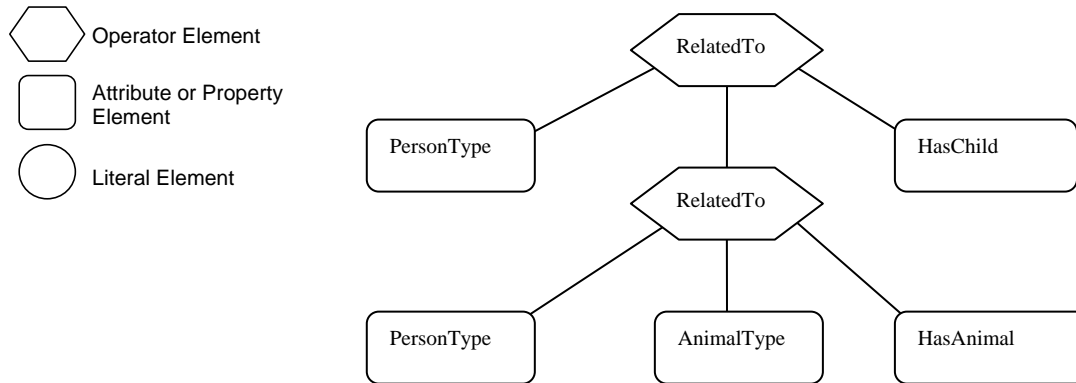 Operator Element
Attribute or Property
Element
Literal Element
RelatedTo
PersonType
HasChild
RelatedTo
PersonType
AnimalType
HasAnimal